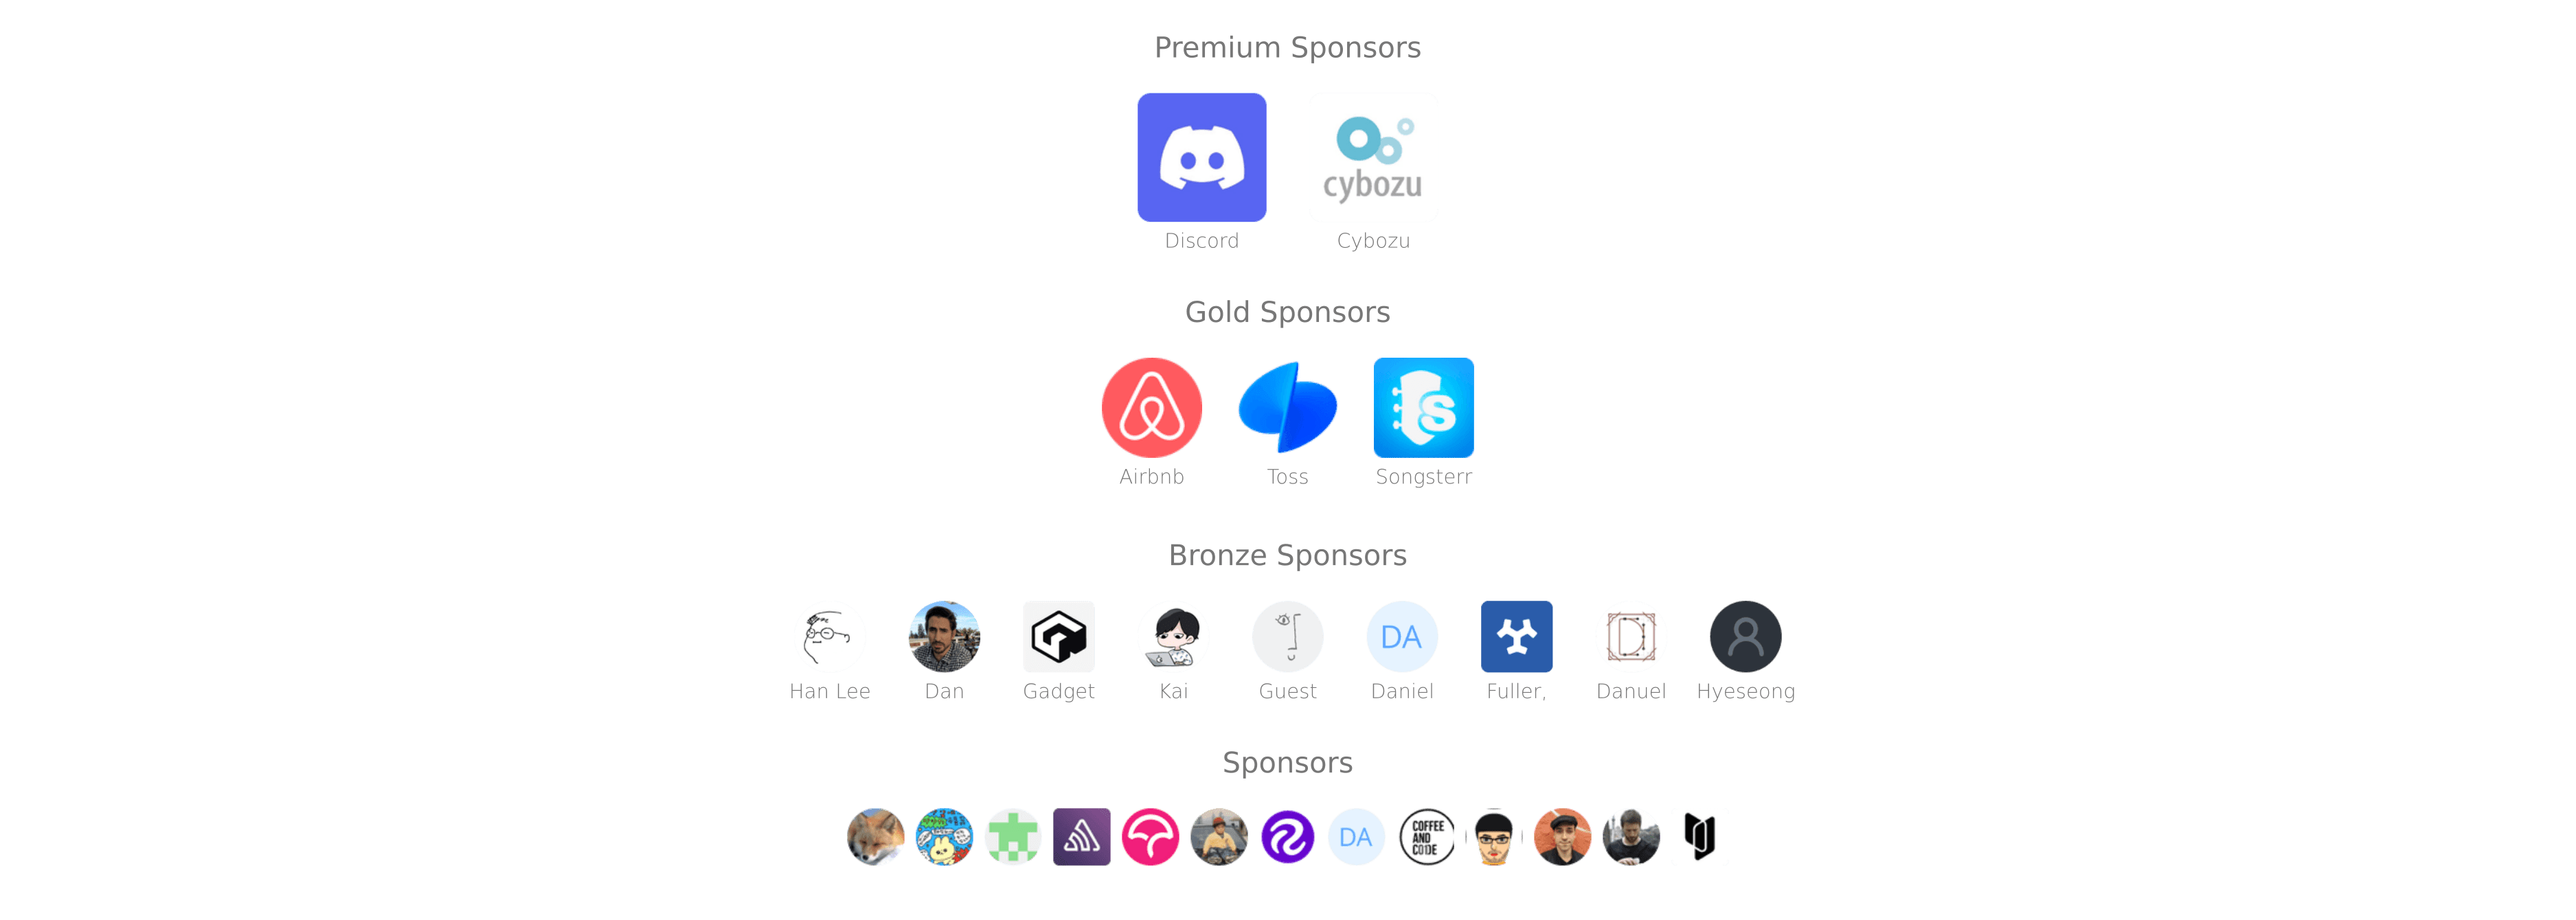 Premium Sponsors
cybozu
Discord
Cybozu
Gold Sponsors
S
Airbnb
Toss
Songsterr
Bronze Sponsors
DA
D
Han Lee
Dan
Gadget
Kai
Guest
Daniel
Fuller,
Danuel
Hyeseong
Sponsors
DA
COFFEE
AND
CODE